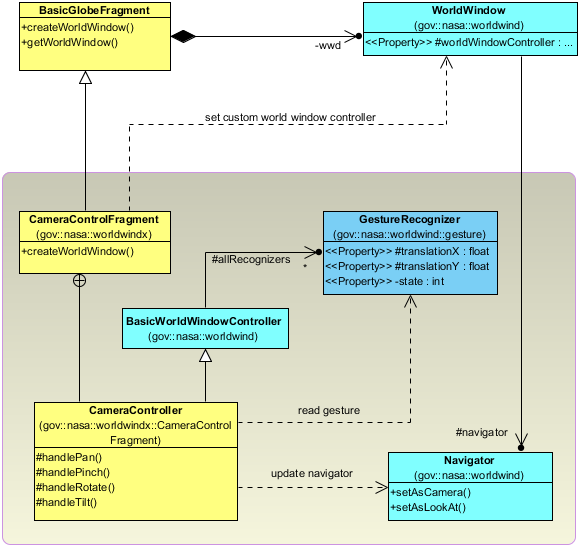 BasicGlobeFragment
+createWorldWindow()
+getWorldWindow()
-wwd
WorldWindow
(gov::nasa::worldwind)
<<Property>> #worldWindowController : ...
set custom world window controller
CameraControlFragment
(gov::nasa::worldwindx)
+createWorldWindow()
GestureRecognizer
(gov::nasa::worldwind::gesture)
<<Property>> #translationX : float
<<Property>> #translationY : float
<<Property>> -state : int
#allRecognizers
*
BasicWorldWindowController
(gov::nasa::worldwind)
CameraController
(gov::nasa::worldwindx::CameraControl
Fragment)
#handlePan()
#handlePinch()
#handleRotate()
#handleTilt()
read gesture
update navigator
#navigator
Navigator
(gov::nasa::worldwind)
+setAsCamera()
+setAsLookAt()